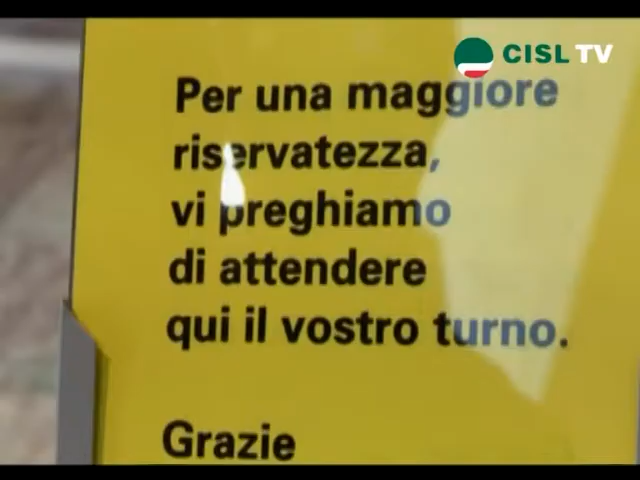 CISL TV
Per una maggiore
riservatezza,
vi preghiamo
di attendere
qui il vostro turno.
Grazie